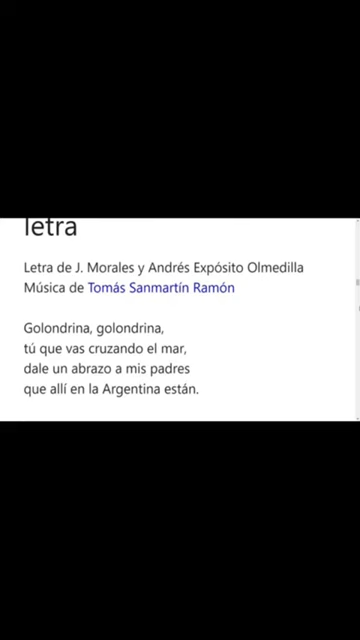 letra
Letra de J. Morales y Andrés Expósito Olmedilla
Música de Tomás Sanmartín Ramón
Golondrina, golondrina,
tú que vas cruzando el mar,
dale un abrazo a mis padres
que allí en la Argentina están.